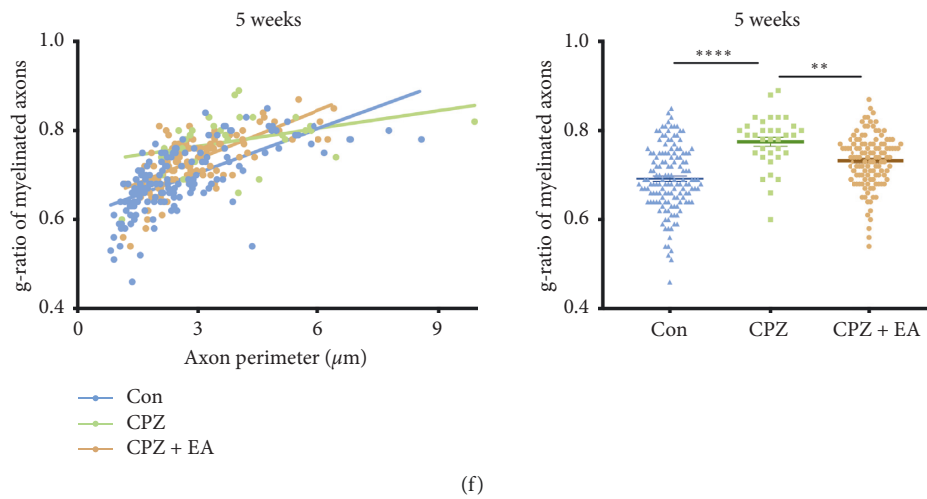 5 weeks
1.0
0.8
0.6
0.4
g-ratio of myelinated axons
0
3
6
9
Axon perimeter (μm)
Con
CPZ
CPZ + EA
5 weeks
****
**
1.0
0.8
0.6
0.4
g-ratio of myelinated axons
Con
CPZ
CPZ + EA
(f)